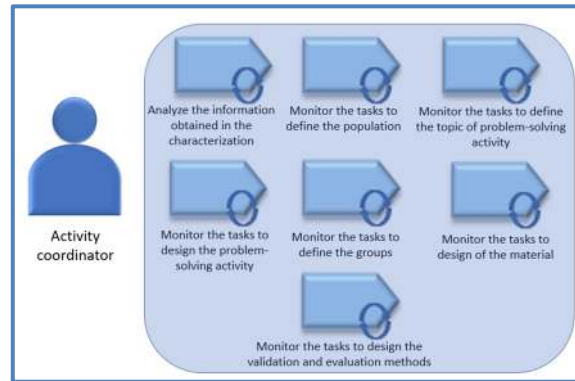 Analyze the information
obtained in the
characterization
Monitor the tasks to
define the population
Monitor the tasks to define
the topic of problem-solving
activity
Activity
coordinator
Monitor the tasks to
design the problem-
solving activity
Monitor the tasks to
define the groups
Monitor the tasks to
design of the material
Monitor the tasks to design the
validation and evaluation methods